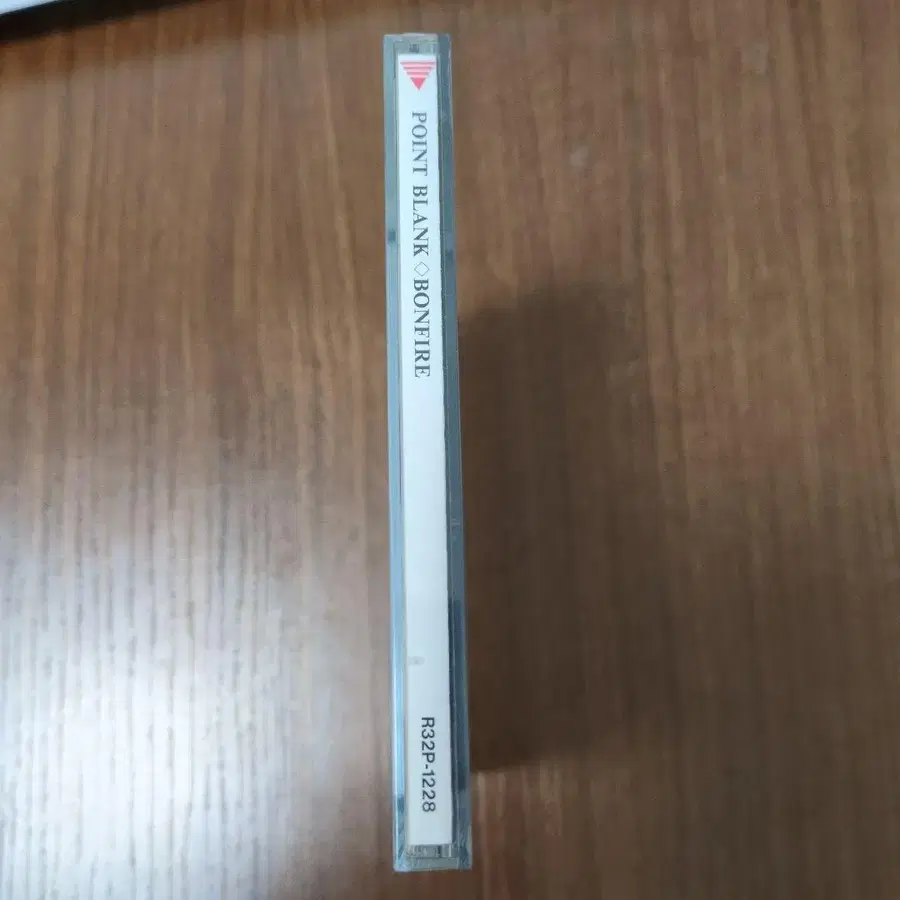 POINT BLANK ◇ BONFIRE
R32P-1228